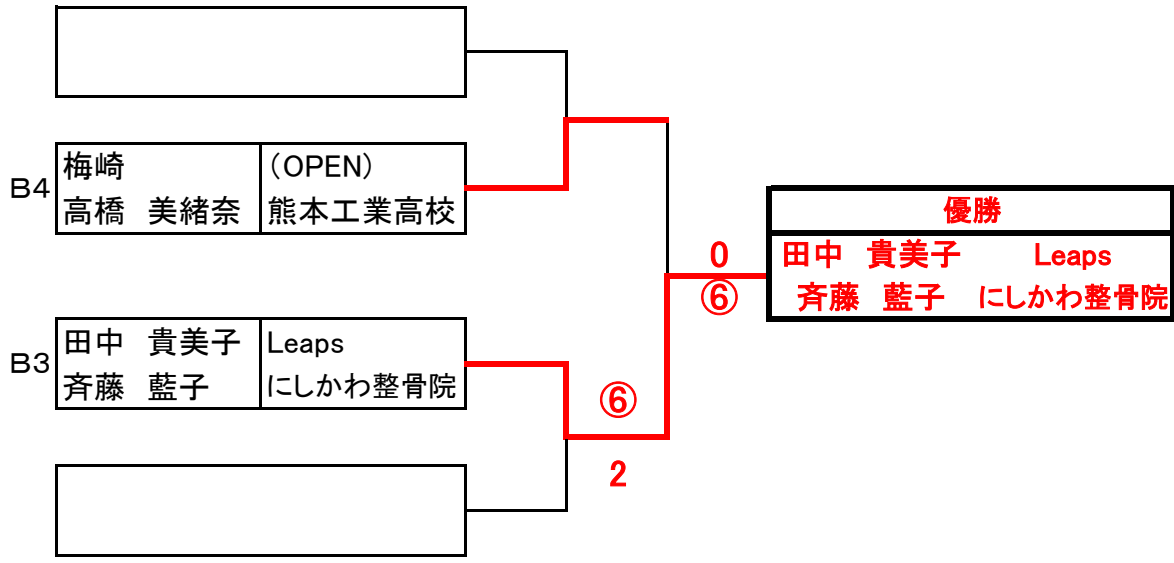 B4
梅崎 (OPEN)
高橋 美緒奈 熊本工業高校
優勝
田中 貴美子 Leaps
斉藤 藍子 にしかわ整骨院
0
⑥
B3
田中 貴美子 Leaps
斉藤 藍子 にしかわ整骨院
⑥
2